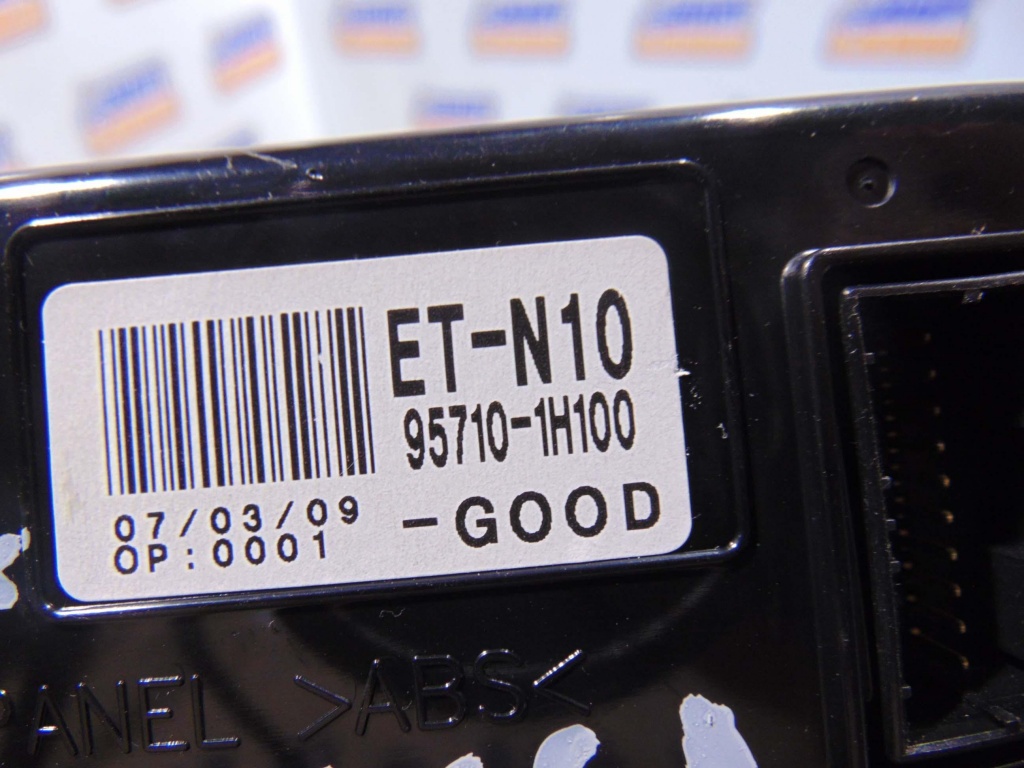 ET-N10
95710-1H100
-GOOD
07/03/09
OP:0001
PANEL >ABS<